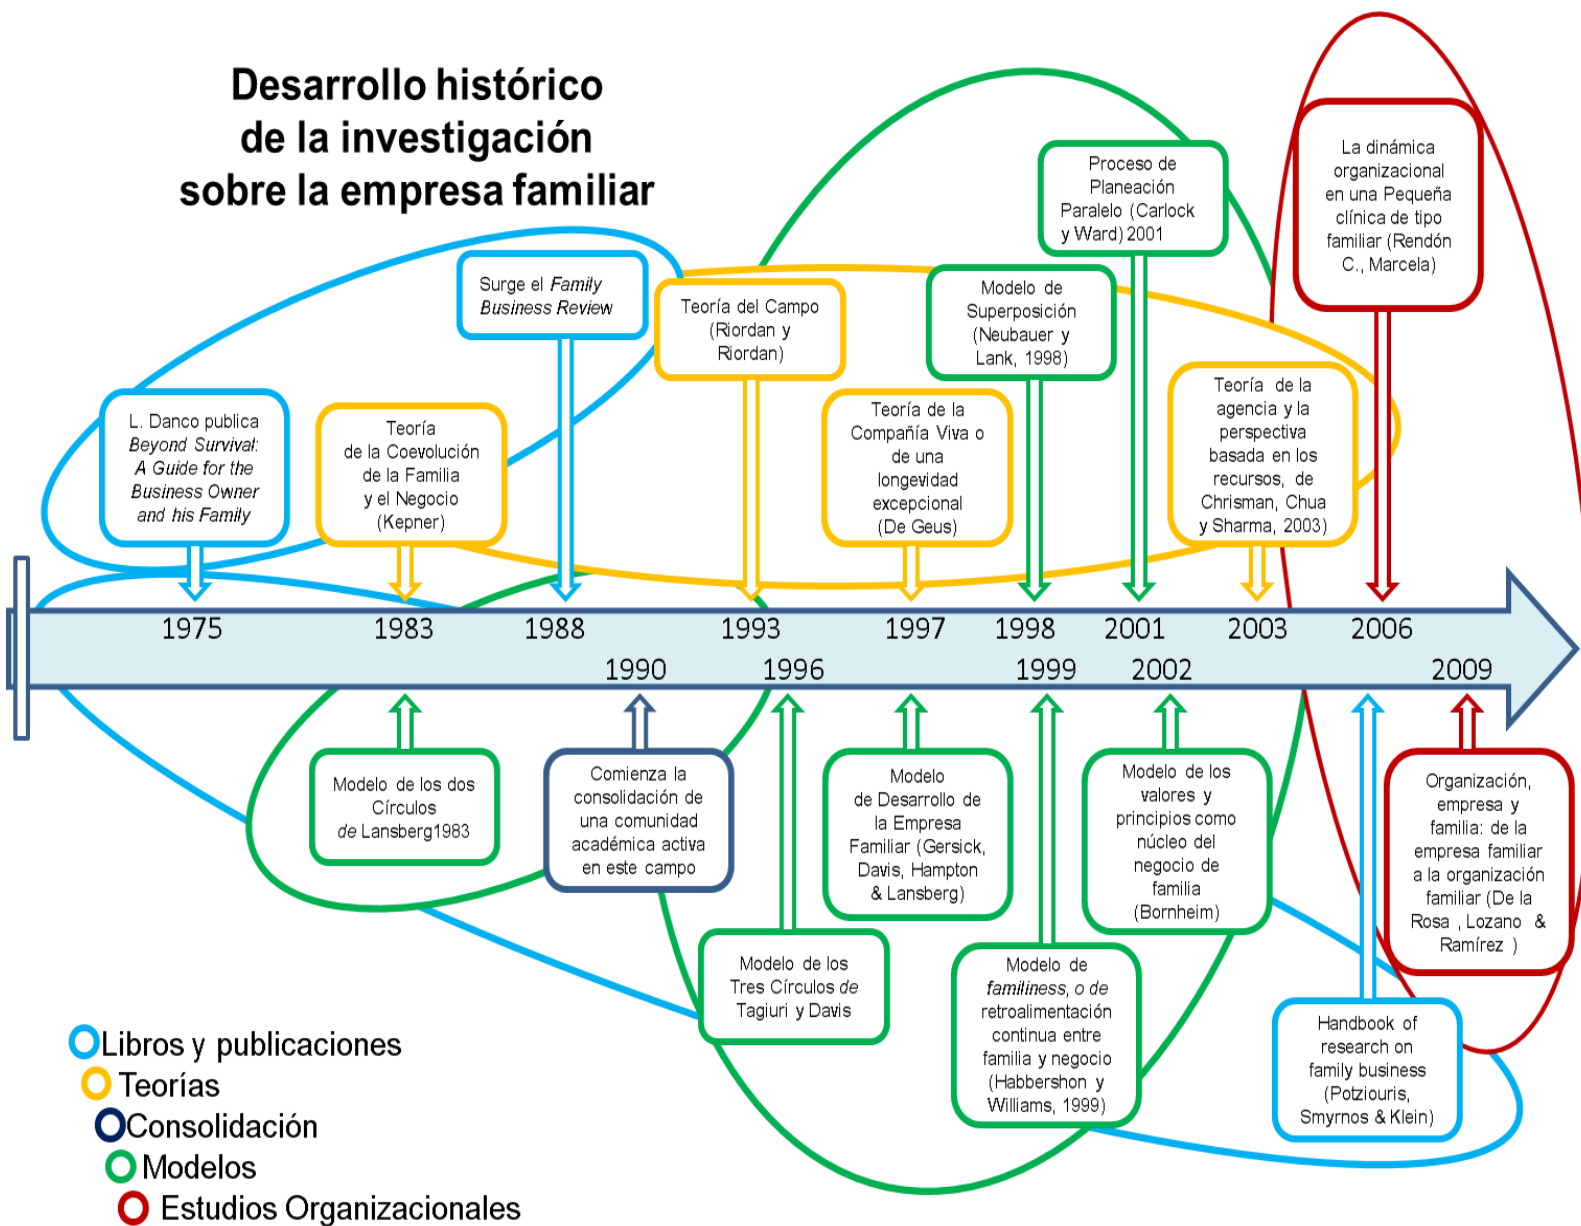 Desarrollo histórico
de la investigación
sobre la empresa familiar
L. Danco publica
Beyond Survival:
A Guide for the
Business Owner
and his Family
Teoría
de la Coevolución
de la Familia
y el Negocio
(Kepner)
Surge el Family
Business Review
Teoría del Campo
(Riordan y
Riordan)
Teoría de la
Compañía Viva o
de una
longevidad
excepcional
(De Geus)
Modelo de
Superposición
(Neubauer y
Lank, 1998)
Proceso de
Planeación
Paralelo (Carlock
y Ward) 2001
Teoría de la
agencia y la
perspectiva
basada en los
recursos, de
Chrisman, Chua
y Sharma, 2003)
La dinámica
organizacional
en una Pequeña
clínica de tipo
familiar (Rendón
C., Marcela)
1975
1983
1988
1993
1997
1998
2001
2003
2006
1990
1996
1999
2002
2009
Modelo de los dos
Círculos
de Lansberg1983
Comienza la
consolidación de
una comunidad
académica activa
en este campo
Modelo de los
Tres Círculos de
Tagiuri y Davis
Modelo
de Desarrollo de
la Empresa
Familiar (Gersick,
Davis, Hampton
& Lansberg)
Modelo de
familiness, o de
retroalimentación
continua entre
familia y negocio
(Habbershon y
Williams, 1999)
Modelo de los
valores y
principios como
núcleo del
negocio de
familia
(Bornheim)
Handbook of
research on
family business
(Potziouris,
Smyrnos & Klein)
Organización,
empresa y
familia: de la
empresa familiar
a la organización
familiar (De la
Rosa , Lozano &
Ramírez )
Libros y publicaciones
Teorías
Consolidación
Modelos
Estudios Organizacionales